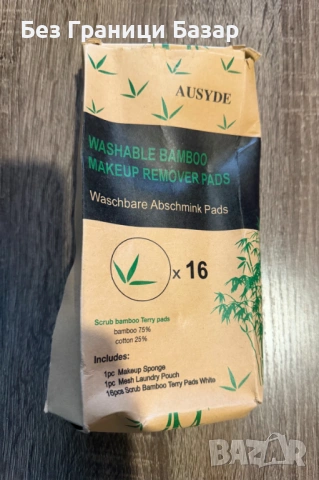 Без Граници Базар
AUSYDE
WASHABLE BAMBOO
MAKEUP REMOVER PADS
Waschbare Abschmink Pads
x 16
Scrub bamboo Terry pads
bamboo 75%
cotton 25%
Includes:
1pc Makeup Sponge
1pc Mesh Laundry Pouch
16pcs Scrub Bamboo Terry Pads White
BAZAR